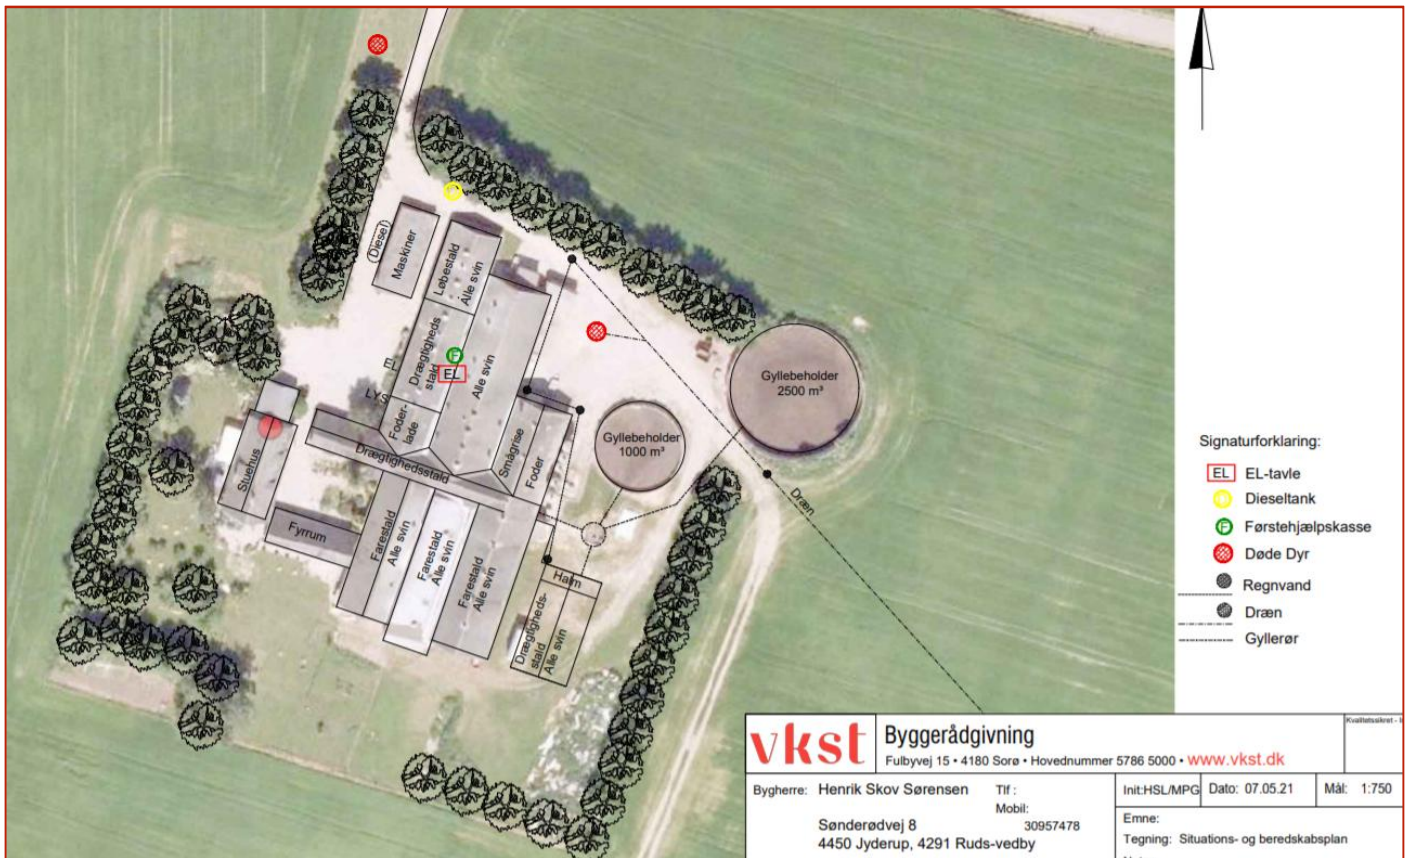 Diesel
Maskiner
Løbestald
Alle svin
Drægtigheds
stald
EL
F
EL
Alle svin
LYS
Foder-
lade
Drægtighedsstald
Smågrise
Foder
Stuehus
Fyrrum
Farestald
Alle svin
Farestald
Alle svin
Farestald
Alle svin
Halm
Drægtigheds-
stald
Alle svin
Gyllebeholder
1000 m³
Gyllebeholder
2500 m³
Dræn
Signaturforklaring:
EL EL-tavle
Dieseltank
F Førstehjælpskasse
Døde Dyr
Regnvand
Dræn
Gyllerør
vkst
Byggerådgivning
Fulbyvej 15 • 4180 Sorø • Hovednummer 5786 5000 • www.vkst.dk
Kvalitetssikret -
Bygherre: Henrik Skov Sørensen Tlf :
Mobil:
Sønderødvej 8 30957478
4450 Jyderup, 4291 Ruds-vedby
Init:HSL/MPG Dato: 07.05.21 Mål: 1:750
Emne:
Tegning: Situations- og beredskabsplan